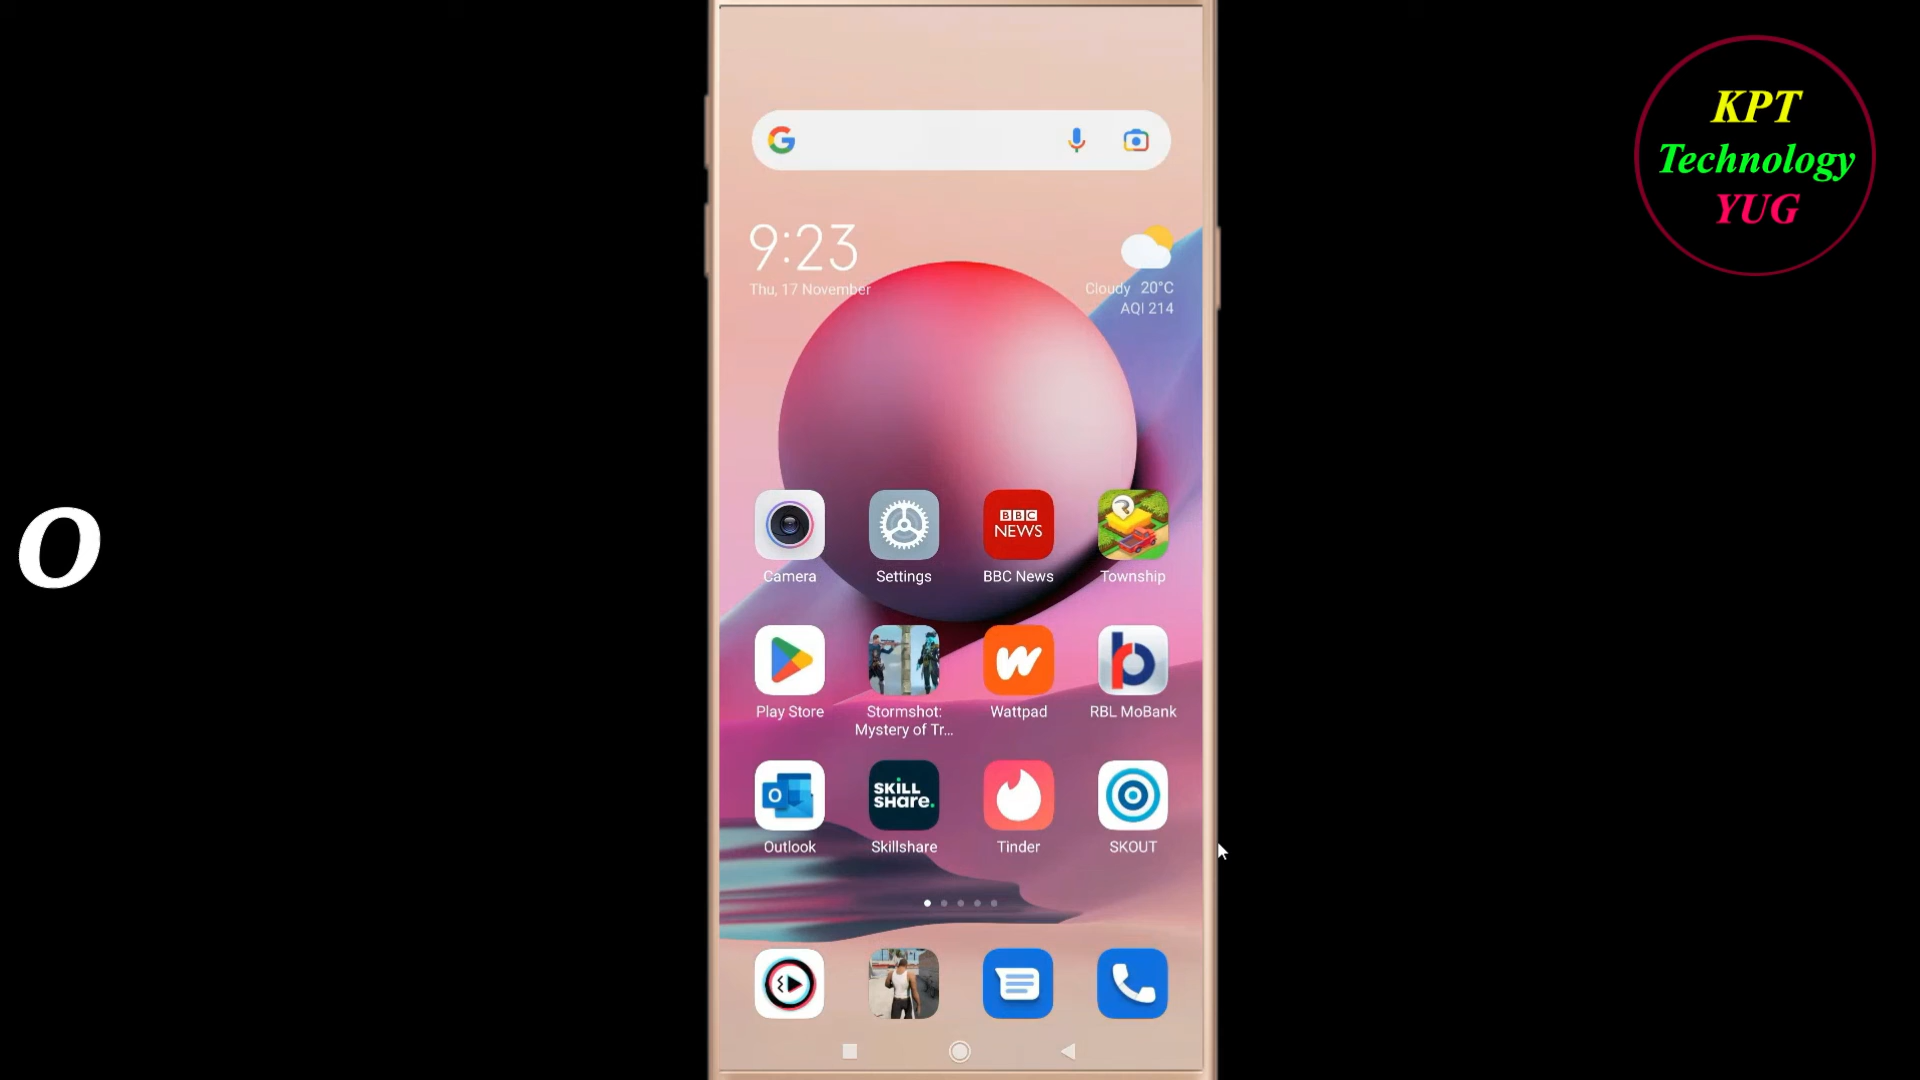 KPT
Technology
YUG
9:23
Thu, 17 November
Cloudy 20°C
AQI 214
O
BBC
NEWS
Camera
Settings
BBC News
Township
Play Store
Stormshot:
Mystery of Tr...
Wattpad
RBL MoBank
SKILL
SHARE.
Outlook
Skillshare
Tinder
SKOUT